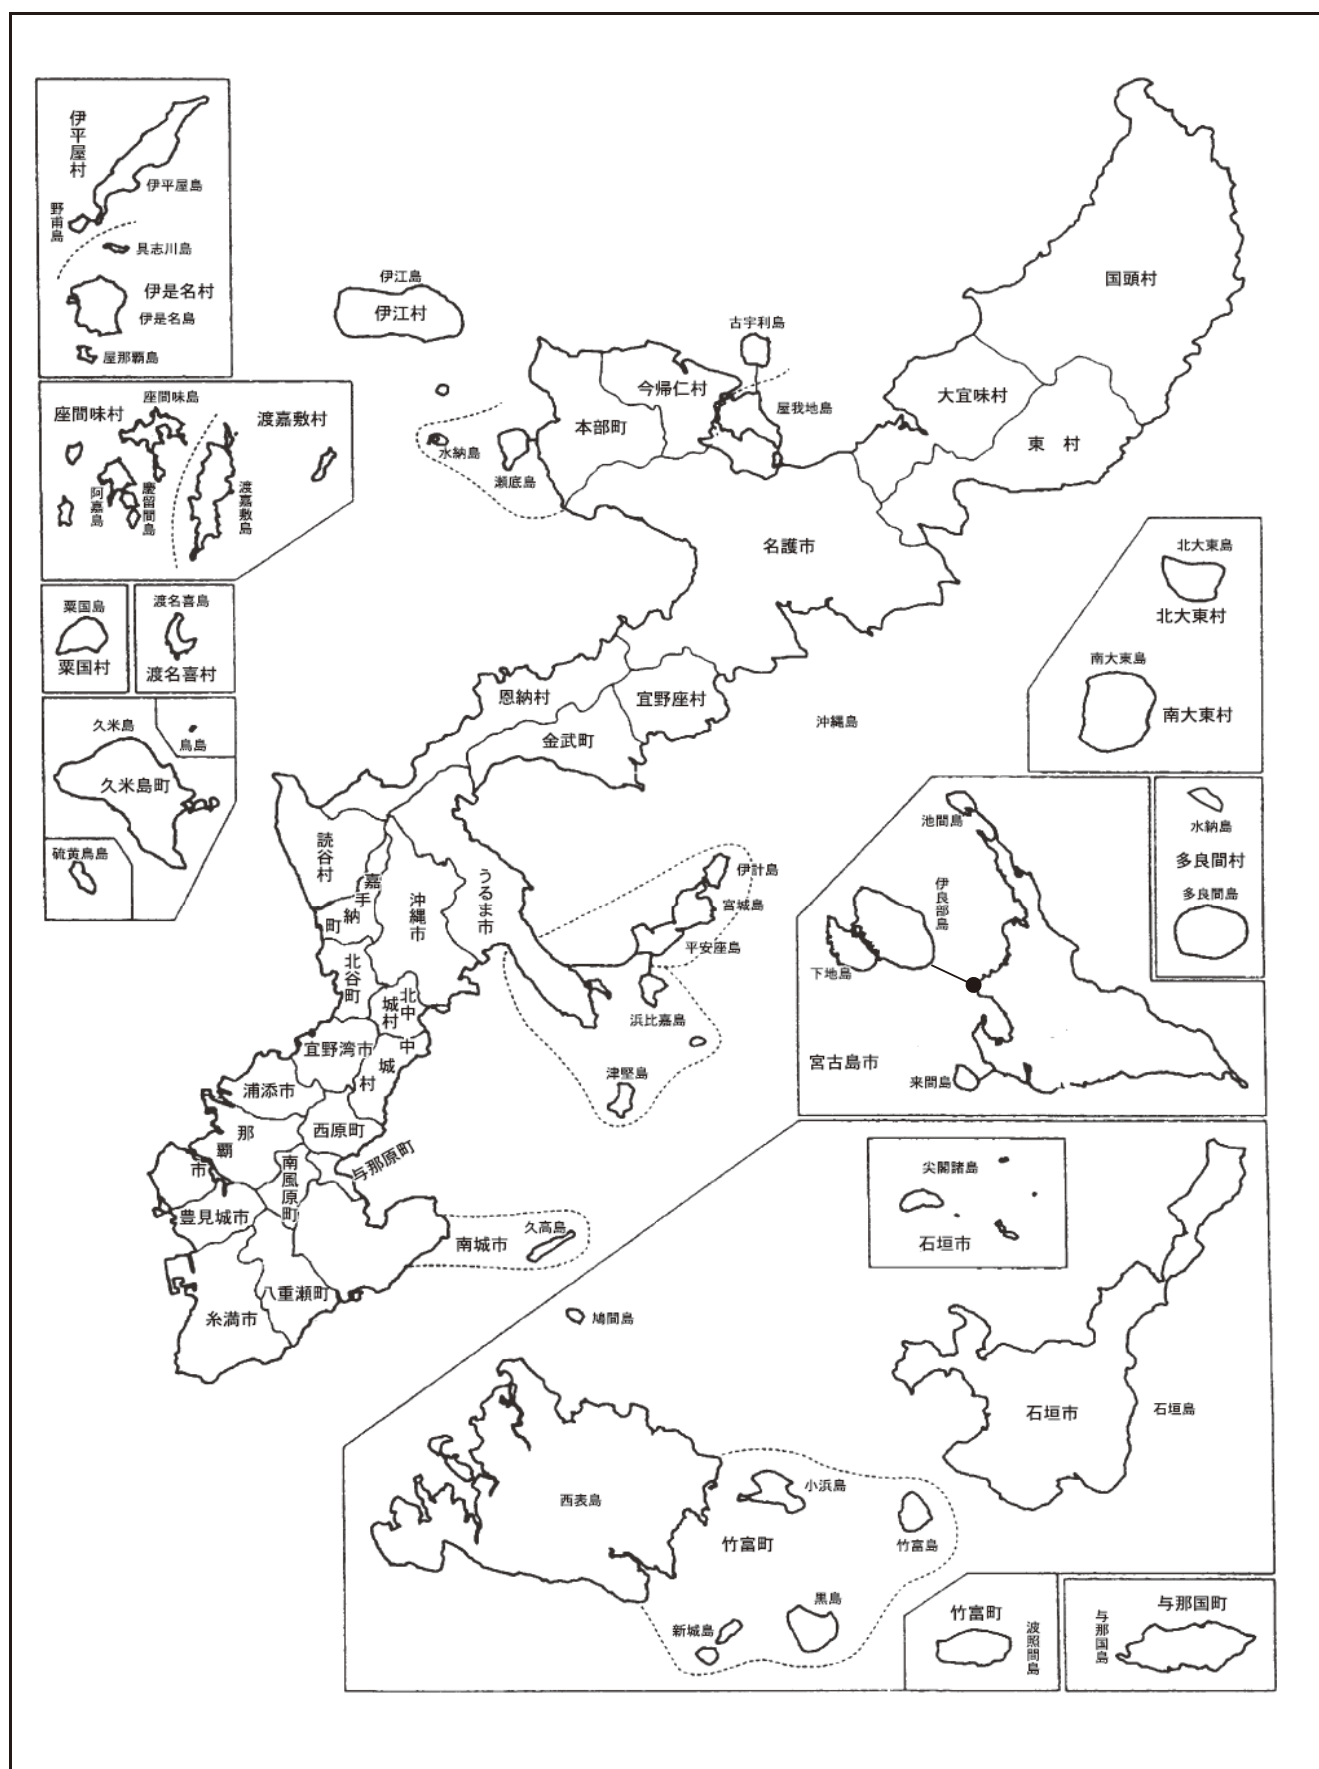 伊平屋村
伊平屋島
野甫島
具志川島
伊是名村
伊是名島
屋那覇島
伊江島
伊江村
古宇利島
国頭村
今帰仁村
大宜味村
本部町
屋我地島
東 村
水納島
瀬底島
座間味島
座間味村
渡嘉敷村
阿嘉島
慶留間島
渡嘉敷島
名護市
北大東島
北大東村
南大東島
南大東村
粟国島
粟国村
渡名喜島
渡名喜村
恩納村
宜野座村
金武町
沖縄島
久米島
鳥島
久米島町
硫黄鳥島
読谷村
嘉手納町
沖縄市
うるま市
伊計島
宮城島
平安座島
浜比嘉島
津堅島
北谷町
北中城村
中城村
宜野湾市
浦添市
西原町
那覇市
与那原町
南風原町
豊見城市
南城市
久高島
八重瀬町
糸満市
池間島
伊良部島
下地島
宮古島市
来間島
水納島
多良間村
多良間島
尖閣諸島
石垣市
鳩間島
石垣市
石垣島
西表島
小浜島
竹富町
竹富島
黒島
新城島
竹富町
波照間島
与那国町
与那国島